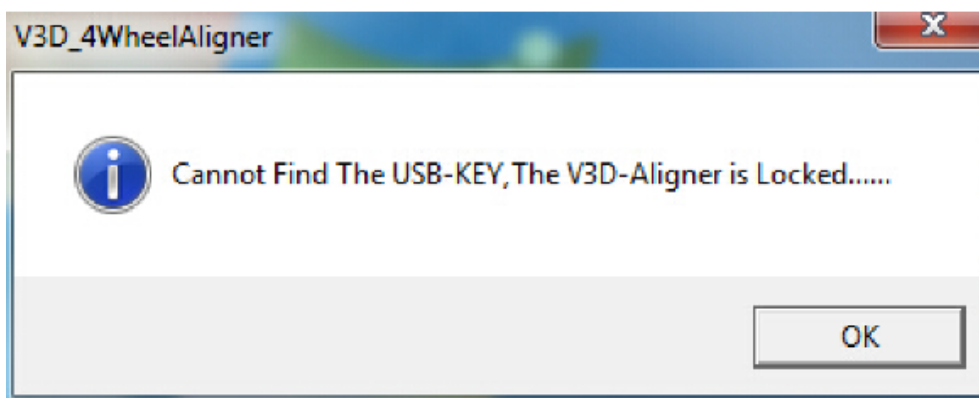 V3D_4WheelAligner
Cannot Find The USB-KEY,The V3D-Aligner is Locked......
OK